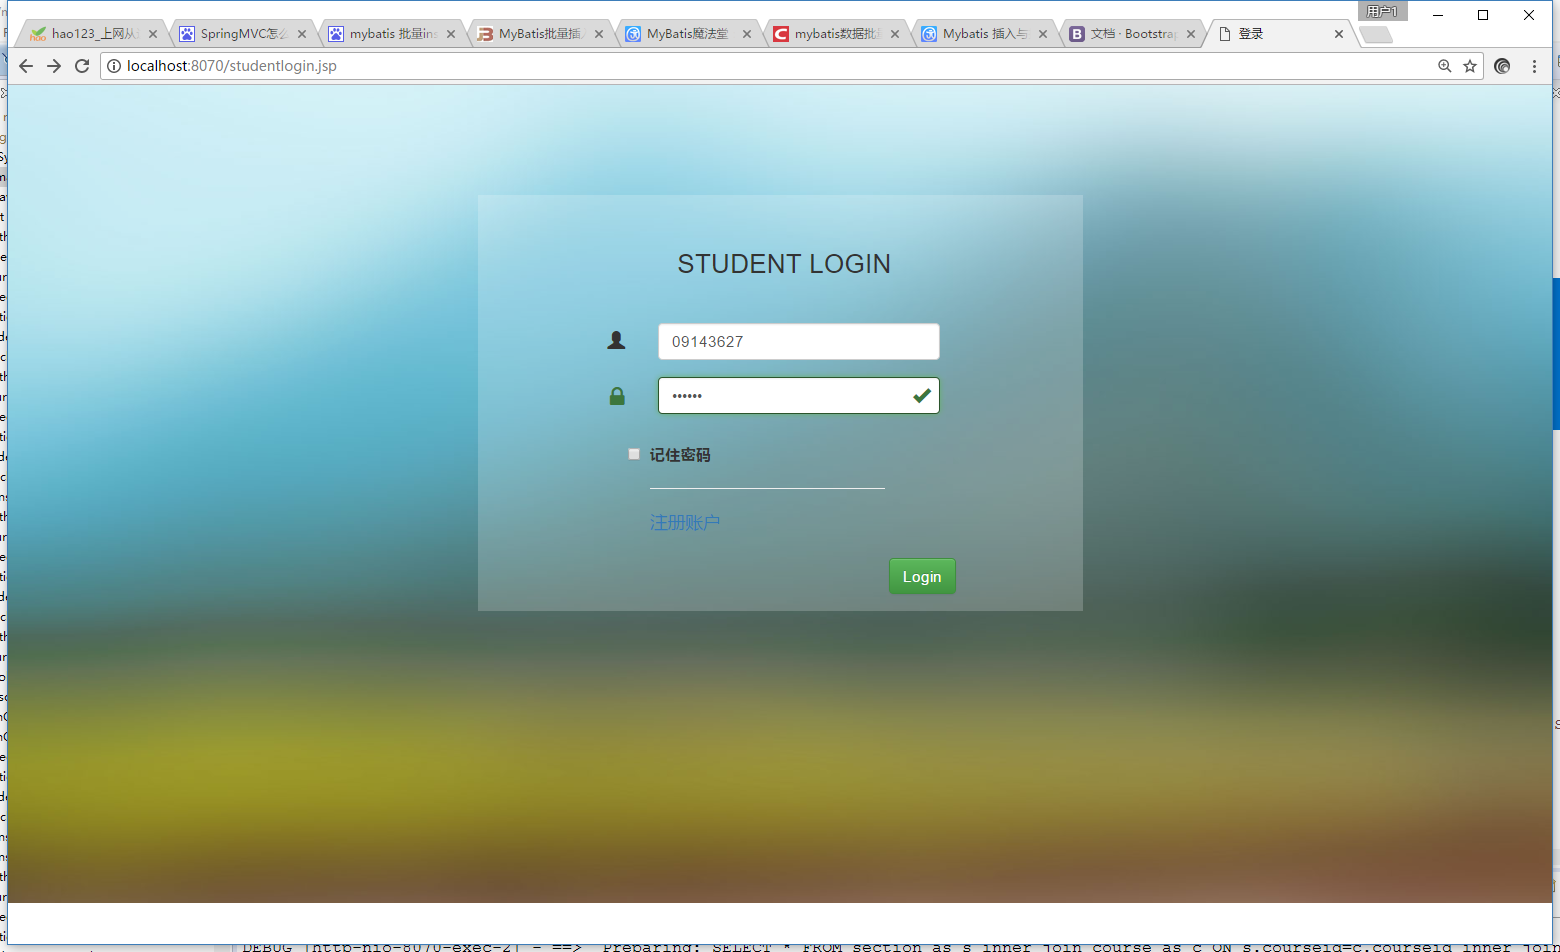 用户1
hao123_上网从
SpringMVC怎么
mybatis 批量ins
MyBatis批量插
MyBatis魔法堂
mybatis数据批
Mybatis 插入与
文档 · Bootstrap
登录
localhost:8070/studentlogin.jsp
STUDENT LOGIN
09143627
••••••
记住密码
注册账户
Login
DEBUG [http-nio-8070-exec-2] - ==> Preparing: SELECT * FROM section as s inner join course as c ON s.courseid=c.courseid inner join